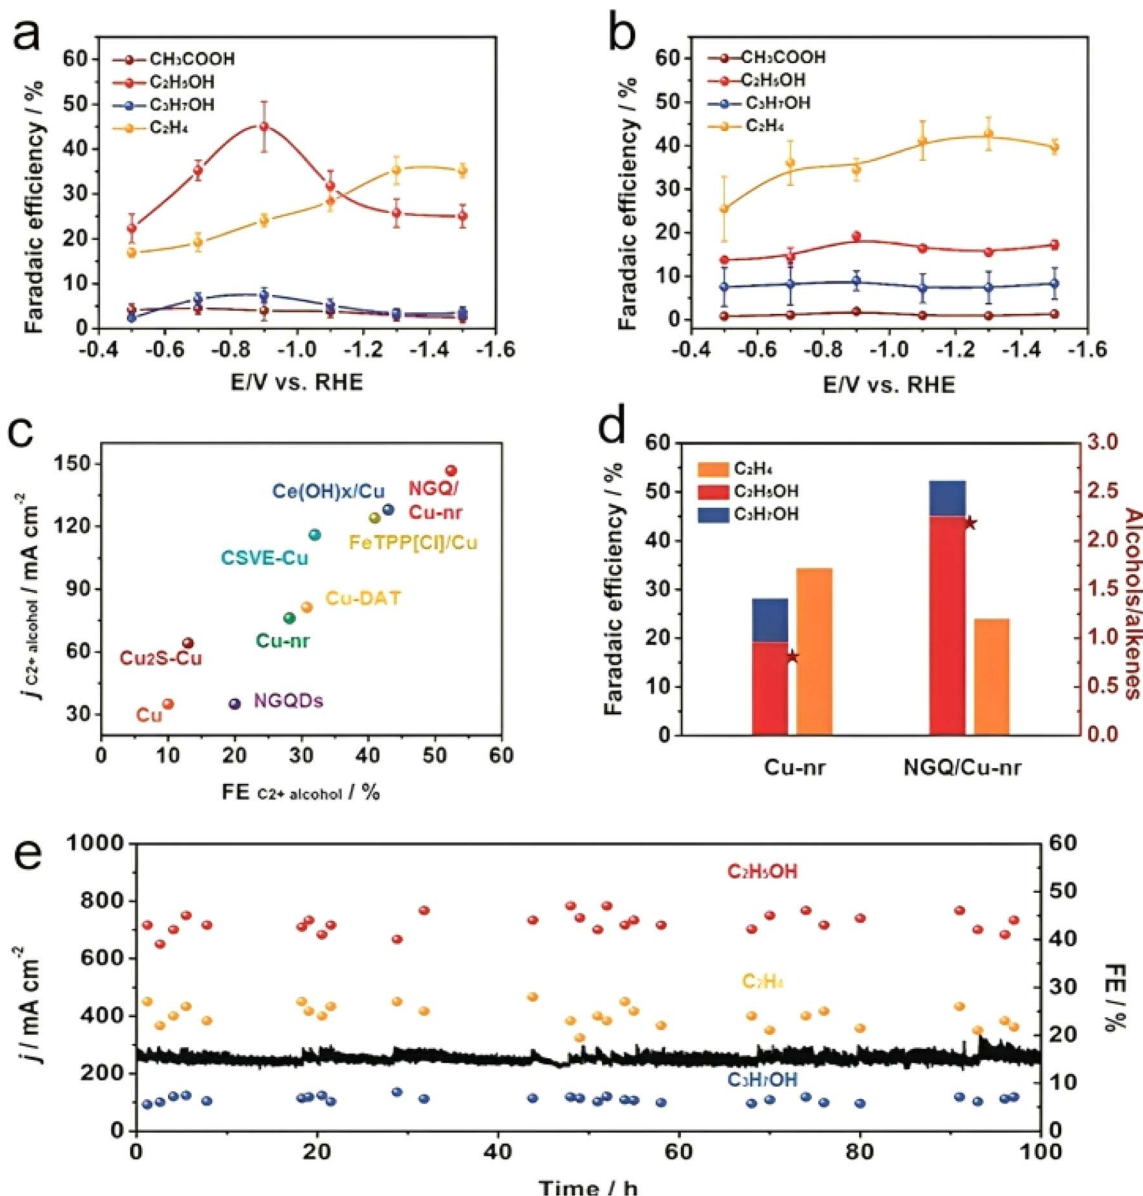 a
CH₃COOH
C₂H₅OH
C₃H₇OH
C₂H₄
Faradaic efficiency / %
60
50
40
30
20
10
0
-0.4 -0.6 -0.8 -1.0 -1.2 -1.4 -1.6
E/V vs. RHE
b
CH₃COOH
C₂H₅OH
C₃H₇OH
C₂H₄
Faradaic efficiency / %
60
50
40
30
20
10
0
-0.4 -0.6 -0.8 -1.0 -1.2 -1.4 -1.6
E/V vs. RHE
c
j C2+ alcohol / mA cm⁻²
150
120
90
60
30
Ce(OH)x/Cu
NGQ/
Cu-nr
FeTPP[Cl]/Cu
CSVE-Cu
Cu-DAT
Cu-nr
Cu₂S-Cu
NGQDs
Cu
0 10 20 30 40 50 60
FE C2+ alcohol / %
d
Faradaic efficiency / %
60
50
40
30
20
10
0
C₂H₄
C₂H₅OH
C₃H₇OH
3.0
2.5
2.0
1.5
1.0
0.5
0.0
Alcohols/alkenes
Cu-nr NGQ/Cu-nr
e
j / mA cm⁻²
1000
800
600
400
200
0
C₂H₅OH
C₂H₄
C₃H₇OH
60
50
40
30
20
10
0
FE / %
0 20 40 60 80 100
Time / h